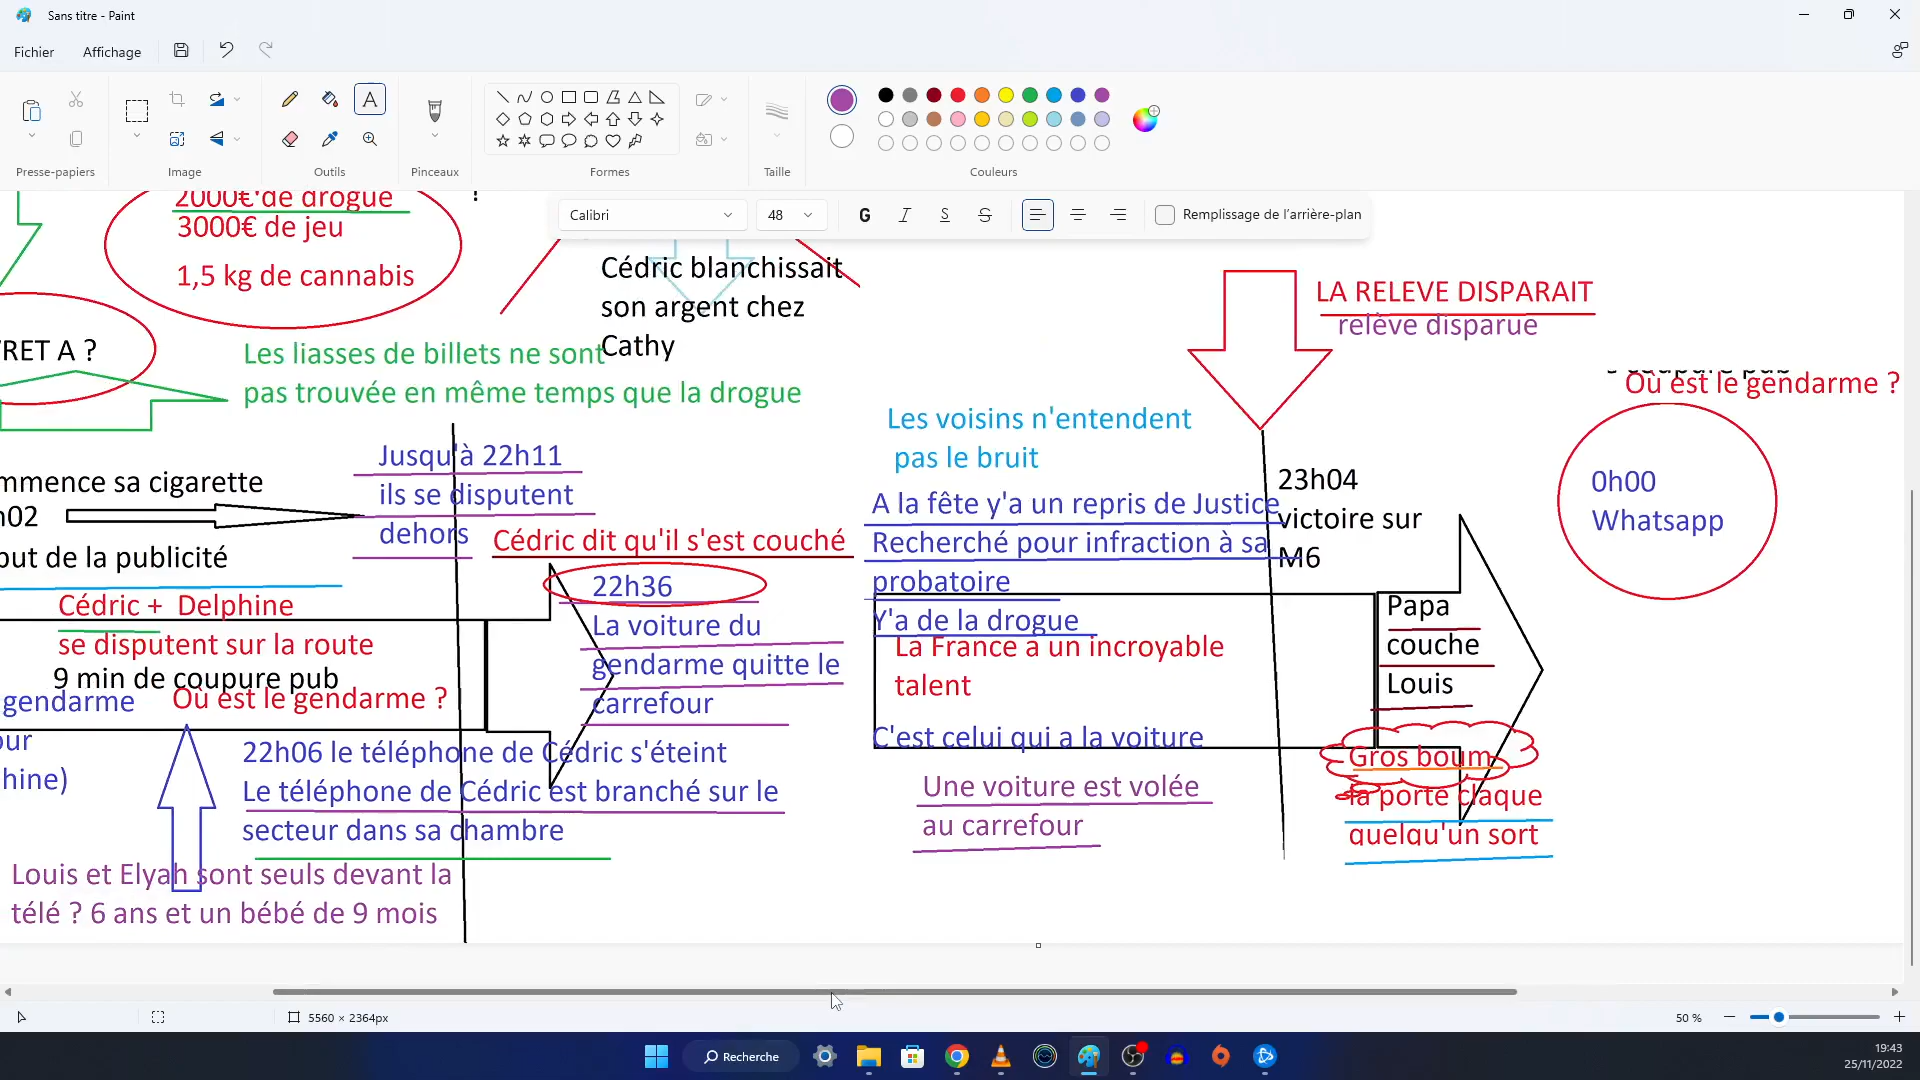 Sans titre - Paint
Fichier
Affichage
Presse-papiers
Image
Outils
Pinceaux
Formes
Taille
Couleurs
Calibri
48
G
I
S
S
Remplissage de l'arrière-plan
2000€ de drogue
3000€ de jeu
1,5 kg de cannabis
!
Cédric blanchissait
son argent chez
Cathy
LA RELEVE DISPARAIT
relève disparue
RET A ?
Les liasses de billets ne sont
pas trouvée en même temps que la drogue
coupure pub
Où est le gendarme ?
Les voisins n'entendent
pas le bruit
Jusqu'à 22h11
ils se disputent
dehors
mmence sa cigarette
h02
but de la publicité
A la fête y'a un repris de Justice
Recherché pour infraction à sa
probatoire
Y'a de la drogue
23h04
victoire sur
M6
0h00
Whatsapp
Cédric dit qu'il s'est couché
22h36
La voiture du
gendarme quitte le
carrefour
Cédric + Delphine
se disputent sur la route
9 min de coupure pub
gendarme
Où est le gendarme ?
our
hine)
La France a un incroyable
talent
Papa
couche
Louis
C'est celui qui a la voiture
22h06 le téléphone de Cédric s'éteint
Le téléphone de Cédric est branché sur le
secteur dans sa chambre
Une voiture est volée
au carrefour
Gros boum
la porte claque
quelqu'un sort
Louis et Elyah sont seuls devant la
télé ? 6 ans et un bébé de 9 mois
5560 × 2364px
50 %
Recherche
19:43
25/11/2022